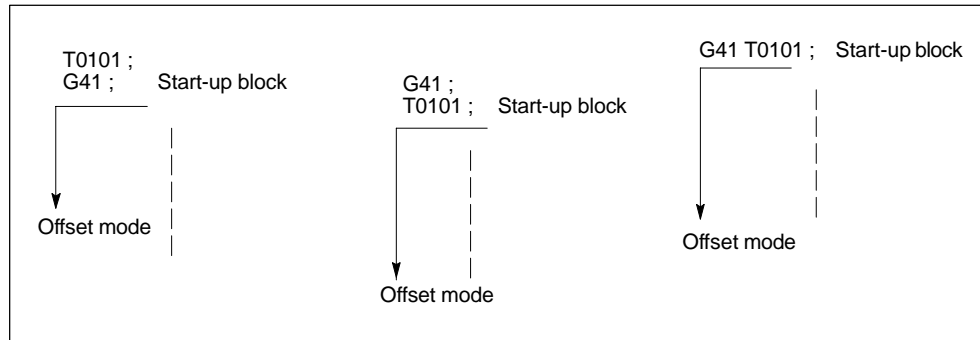 T0101 ;
G41 ; Start-up block
Offset mode
G41 ;
T0101 ; Start-up block
Offset mode
G41 T0101 ; Start-up block
Offset mode